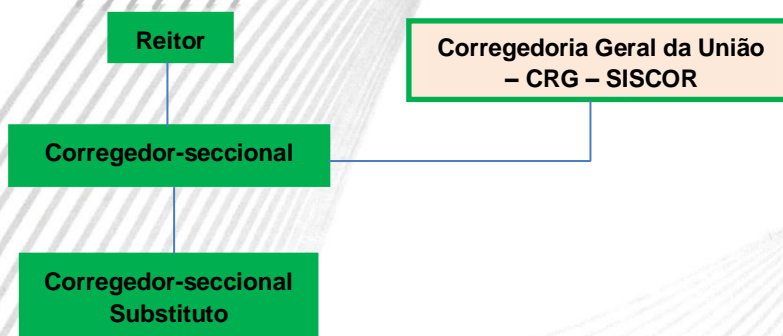 Reitor
Corregedoria Geral da União
– CRG – SISCOR
Corregedor-seccional
Corregedor-seccional
Substituto